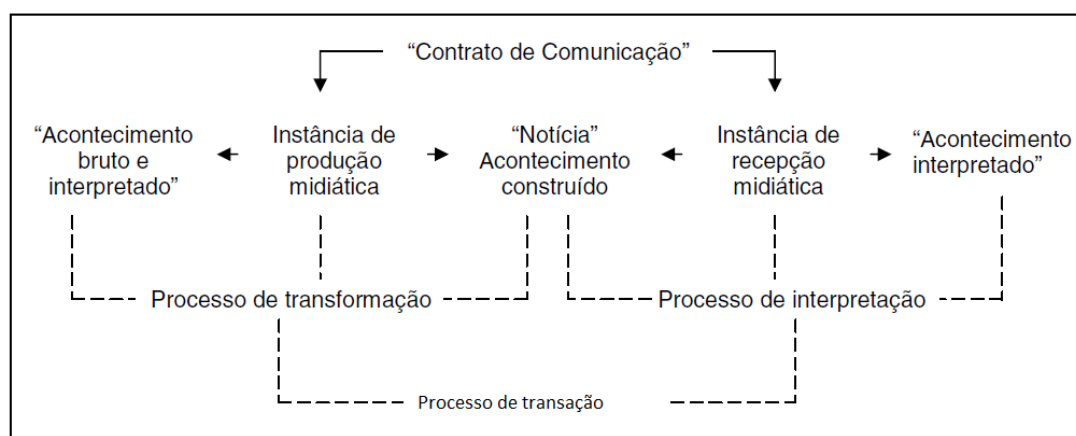 “Contrato de Comunicação”
“Acontecimento
bruto e
interpretado”
Instância de
produção
midiática
“Notícia”
Acontecimento
construído
Instância de
recepção
midiática
“Acontecimento
interpretado”
Processo de transformação
Processo de interpretação
Processo de transação